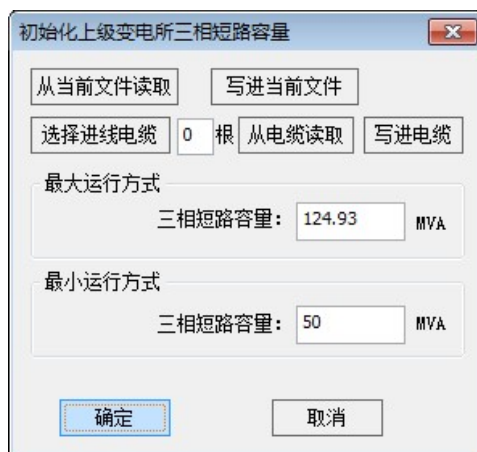 初始化上级变电所三相短路容量
从当前文件读取 写进当前文件
选择进线电缆 0 根 从电缆读取 写进电缆
最大运行方式
三相短路容量: 124.93 MVA
最小运行方式
三相短路容量: 50 MVA
确定 取消